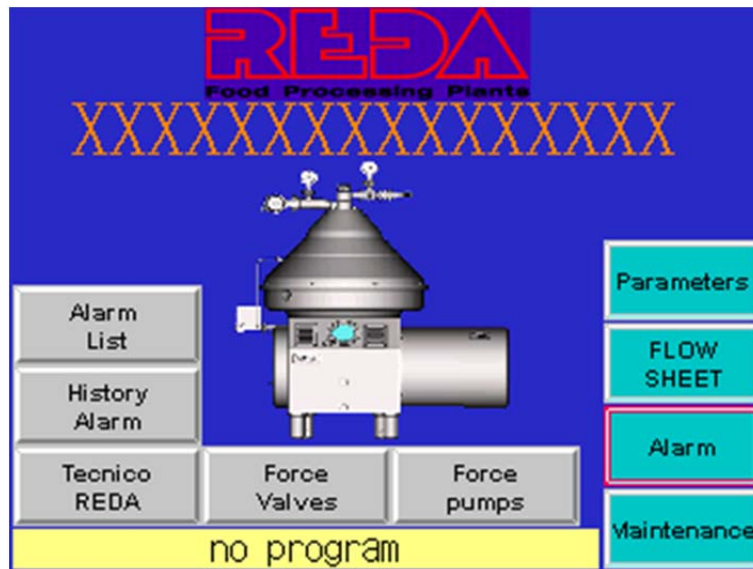 REDA
Food Processing Plants
XXXXXXXXXXXXXXXXXX
Parameters
Alarm
List
FLOW
SHEET
History
Alarm
Alarm
Tecnico
REDA
Force
Valves
Force
pumps
Maintenance
no program